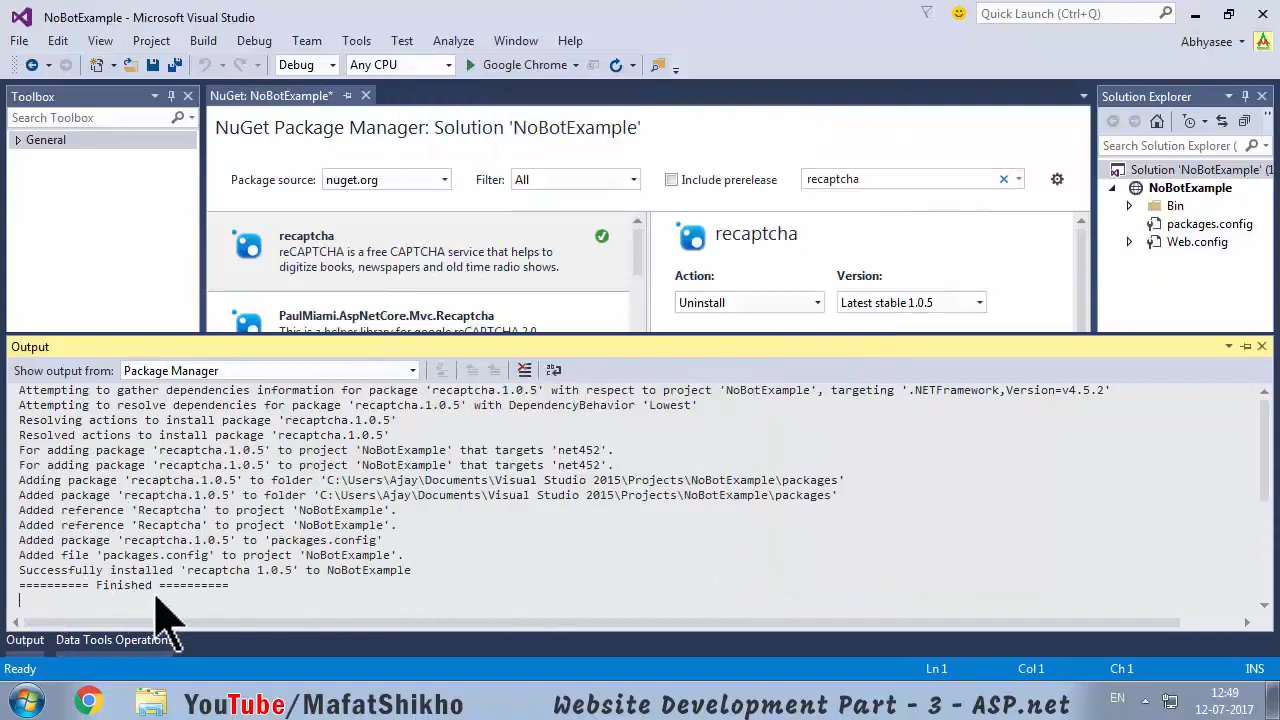 NoBotExample - Microsoft Visual Studio
Quick Launch (Ctrl+Q)
File Edit View Project Build Debug Team Tools Test Analyze Window Help
Abhyasee
Debug Any CPU Google Chrome
Toolbox
Search Toolbox
General
NuGet: NoBotExample*
NuGet Package Manager: Solution 'NoBotExample'
Package source: nuget.org Filter: All Include prerelease recaptcha
recaptcha
reCAPTCHA is a free CAPTCHA service that helps to
digitize books, newspapers and old time radio shows.
PaulMiami.AspNetCore.Mvc.Recaptcha
This is a helper library for google reCAPTCHA 2.0
recaptcha
Action: Version:
Uninstall Latest stable 1.0.5
Solution Explorer
Search Solution Explorer (
Solution 'NoBotExample' (1
NoBotExample
Bin
packages.config
Web.config
Output
Show output from: Package Manager
Attempting to gather dependencies information for package 'recaptcha.1.0.5' with respect to project 'NoBotExample', targeting '.NETFramework,Version=v4.5.2'
Attempting to resolve dependencies for package 'recaptcha.1.0.5' with DependencyBehavior 'Lowest'
Resolving actions to install package 'recaptcha.1.0.5'
Resolved actions to install package 'recaptcha.1.0.5'
For adding package 'recaptcha.1.0.5' to project 'NoBotExample' that targets 'net452'.
For adding package 'recaptcha.1.0.5' to project 'NoBotExample' that targets 'net452'.
Adding package 'recaptcha.1.0.5' to folder 'C:\Users\Ajay\Documents\Visual Studio 2015\Projects\NoBotExample\packages'
Added package 'recaptcha.1.0.5' to folder 'C:\Users\Ajay\Documents\Visual Studio 2015\Projects\NoBotExample\packages'
Added reference 'Recaptcha' to project 'NoBotExample'.
Added reference 'Recaptcha' to project 'NoBotExample'.
Added package 'recaptcha.1.0.5' to 'packages.config'
Added file 'packages.config' to project 'NoBotExample'.
Successfully installed 'recaptcha 1.0.5' to NoBotExample
========== Finished ==========
Output Data Tools Operation
Ready Ln 1 Col 1 Ch 1 INS
YouTube/MafatShikho Website Development Part - 3 - ASP.net
EN
12:49
12-07-2017